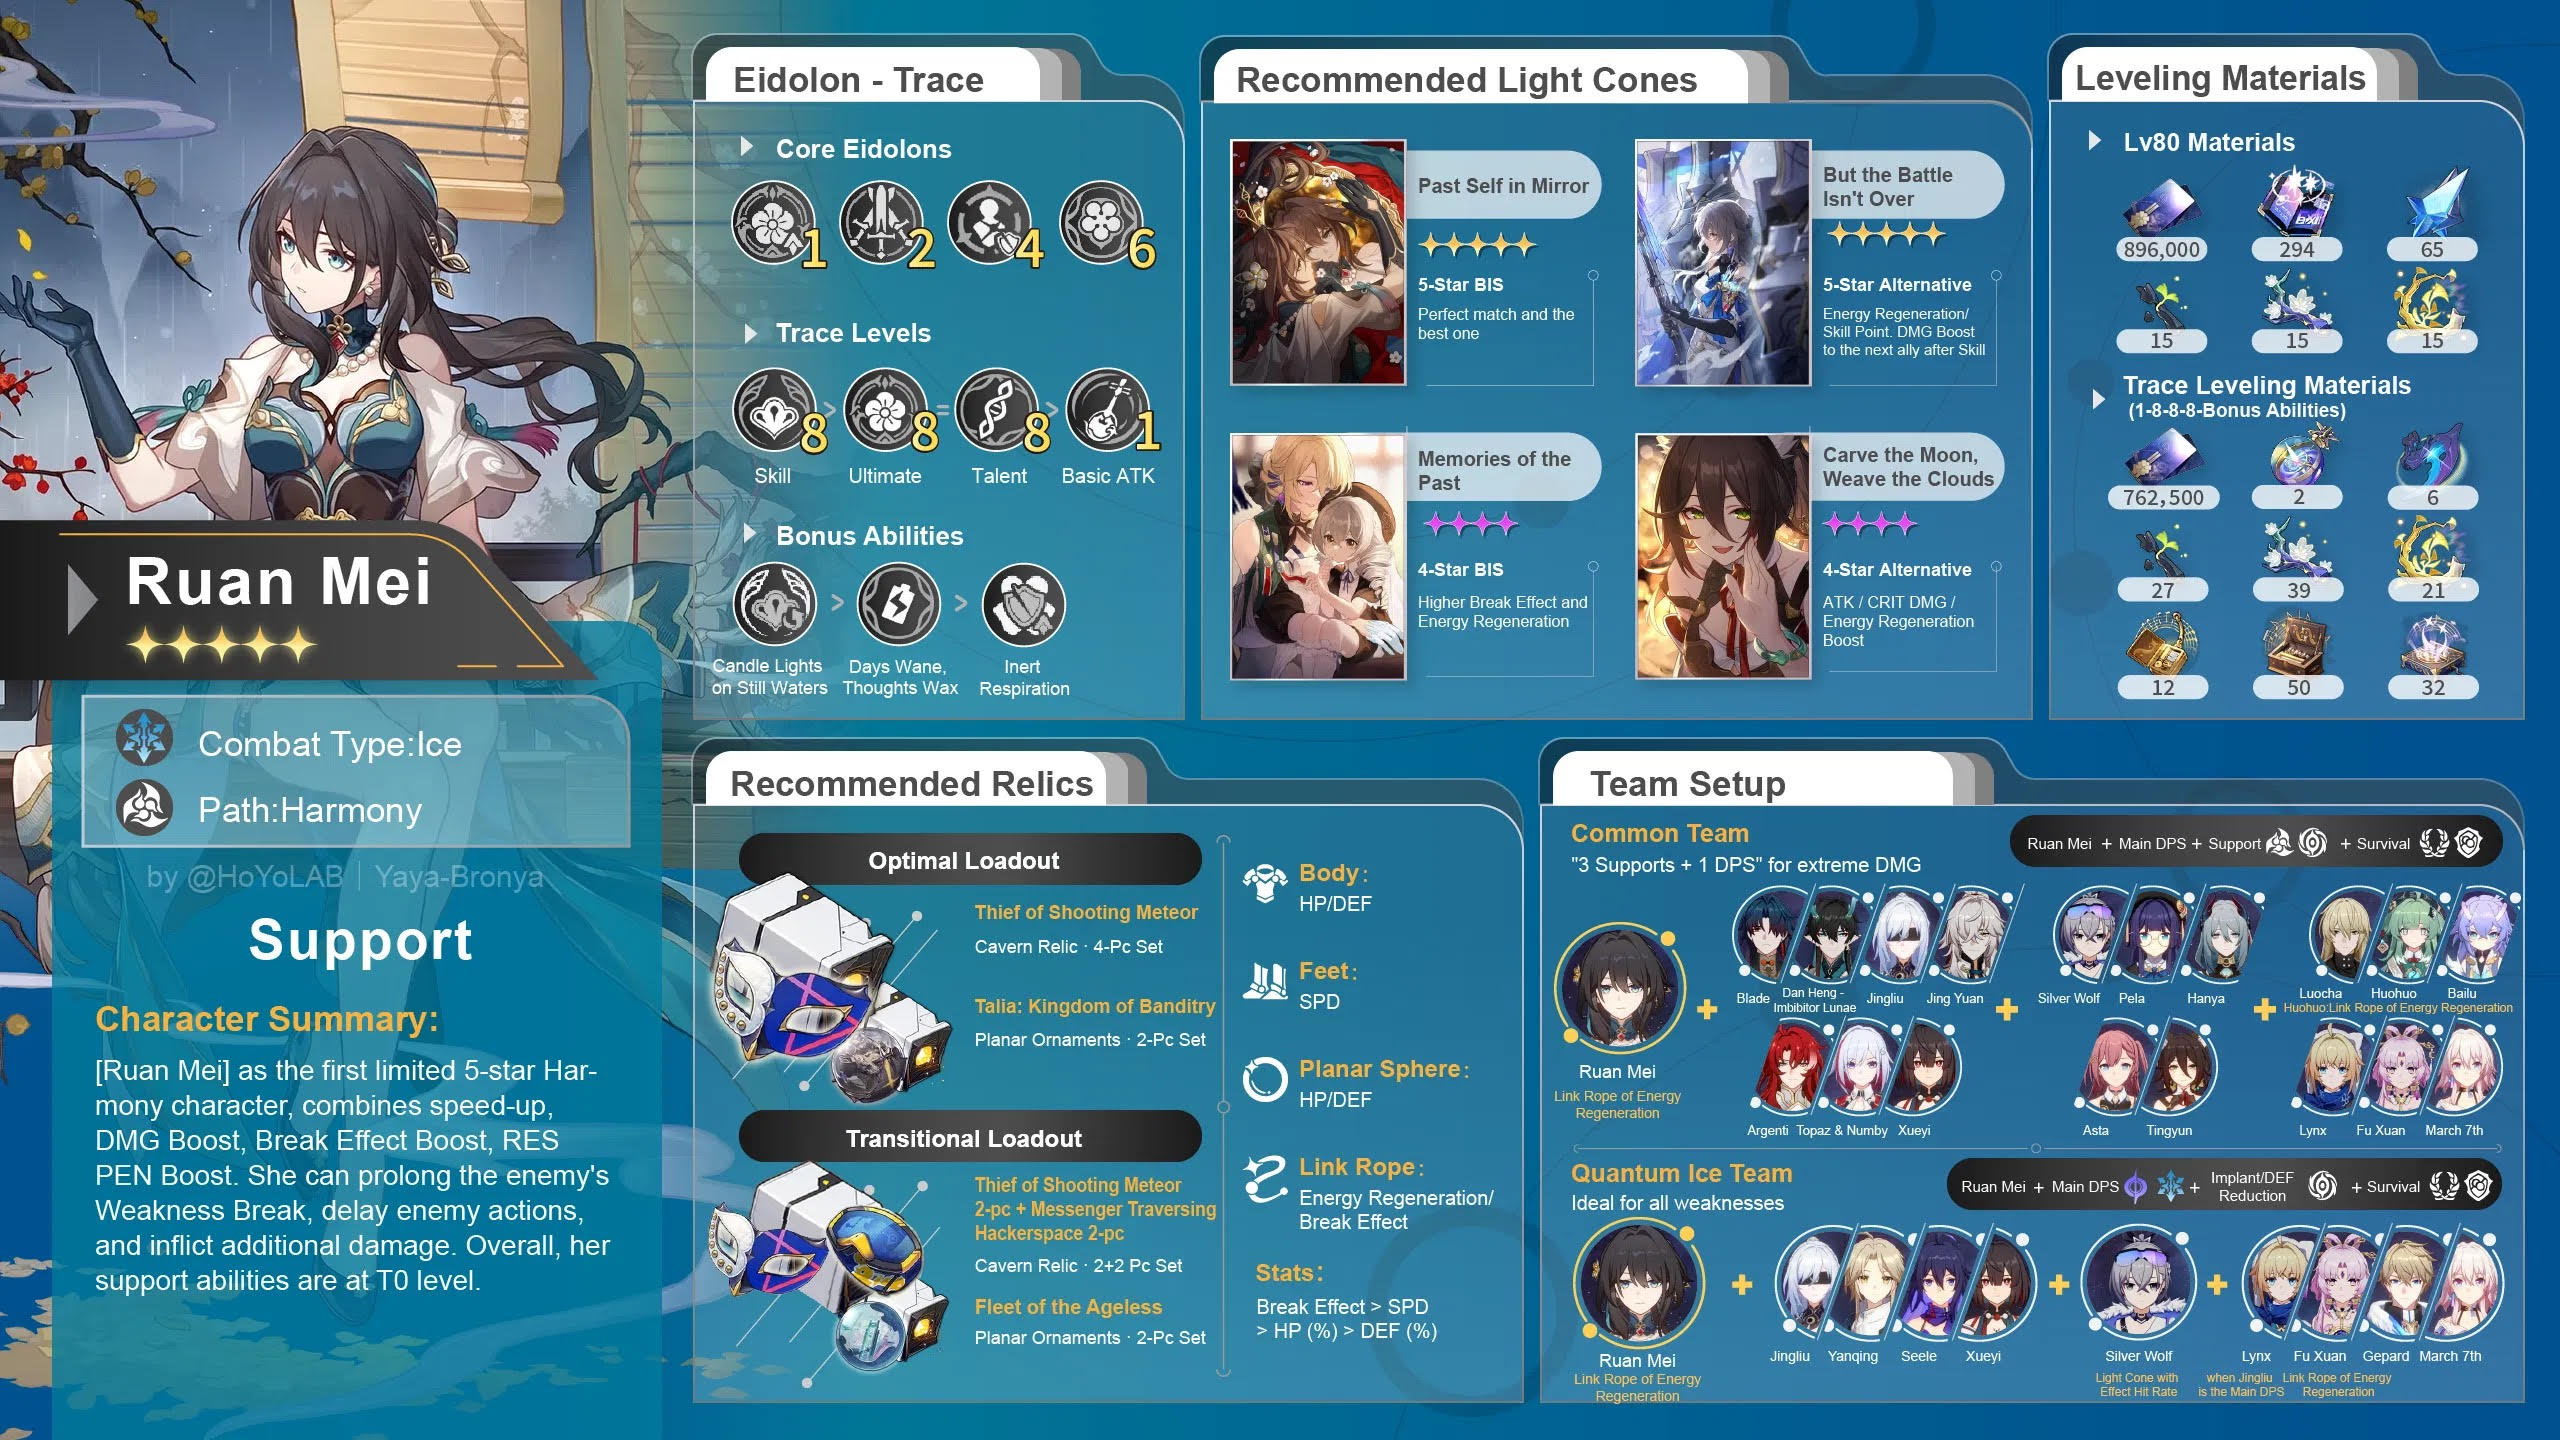 Ruan Mei
Combat Type:Ice
Path:Harmony
by @HoYoLAB | Yaya-Bronya
Support
Character Summary:
[Ruan Mei] as the first limited 5-star Har-
mony character, combines speed-up,
DMG Boost, Break Effect Boost, RES
PEN Boost. She can prolong the enemy's
Weakness Break, delay enemy actions,
and inflict additional damage. Overall, her
support abilities are at T0 level.
Eidolon - Trace
Core Eidolons
1 2 4 6
Trace Levels
8 > 8 = 8 > 1
Skill Ultimate Talent Basic ATK
Bonus Abilities
> >
Candle Lights
on Still Waters
Days Wane,
Thoughts Wax
Inert
Respiration
Recommended Light Cones
Past Self in Mirror
5-Star BIS
Perfect match and the
best one
But the Battle
Isn't Over
5-Star Alternative
Energy Regeneration/
Skill Point. DMG Boost
to the next ally after Skill
Memories of the
Past
4-Star BIS
Higher Break Effect and
Energy Regeneration
Carve the Moon,
Weave the Clouds
4-Star Alternative
ATK / CRIT DMG /
Energy Regeneration
Boost
Leveling Materials
Lv80 Materials
896,000 294 65
15 15 15
Trace Leveling Materials
(1-8-8-8-Bonus Abilities)
762,500 2 6
27 39 21
12 50 32
Recommended Relics
Optimal Loadout
Thief of Shooting Meteor
Cavern Relic · 4-Pc Set
Talia: Kingdom of Banditry
Planar Ornaments · 2-Pc Set
Transitional Loadout
Thief of Shooting Meteor
2-pc + Messenger Traversing
Hackerspace 2-pc
Cavern Relic · 2+2 Pc Set
Fleet of the Ageless
Planar Ornaments · 2-Pc Set
Body:
HP/DEF
Feet:
SPD
Planar Sphere:
HP/DEF
Link Rope:
Energy Regeneration/
Break Effect
Stats:
Break Effect > SPD
> HP (%) > DEF (%)
Team Setup
Common Team
"3 Supports + 1 DPS" for extreme DMG
Ruan Mei + Main DPS + Support + Survival
Ruan Mei
Link Rope of Energy
Regeneration
+
Blade
Dan Heng -
Imbibitor Lunae
Jingliu
Jing Yuan
Argenti Topaz & Numby Xueyi
+
Silver Wolf Pela Hanya
Asta Tingyun
+
Luocha Huohuo Bailu
Huohuo:Link Rope of Energy Regeneration
Lynx Fu Xuan March 7th
Quantum Ice Team
Ideal for all weaknesses
Ruan Mei + Main DPS +
Implant/DEF
Reduction
+ Survival
Ruan Mei
Link Rope of Energy
Regeneration
+
Jingliu Yanqing Seele Xueyi
+
Silver Wolf
Light Cone with
Effect Hit Rate
+
Lynx Fu Xuan Gepard March 7th
when Jingliu
is the Main DPS
Link Rope of Energy
Regeneration